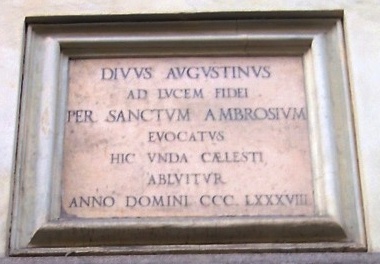 DIVVS AVGVSTINVS
AD LVCEM FIDEI
PER SANCTVM AMBROSIVM
EVOCATVS
HIC VNDA CÆLESTI
ABLVITVR
ANNO DOMINI CCC. LXXXVIII